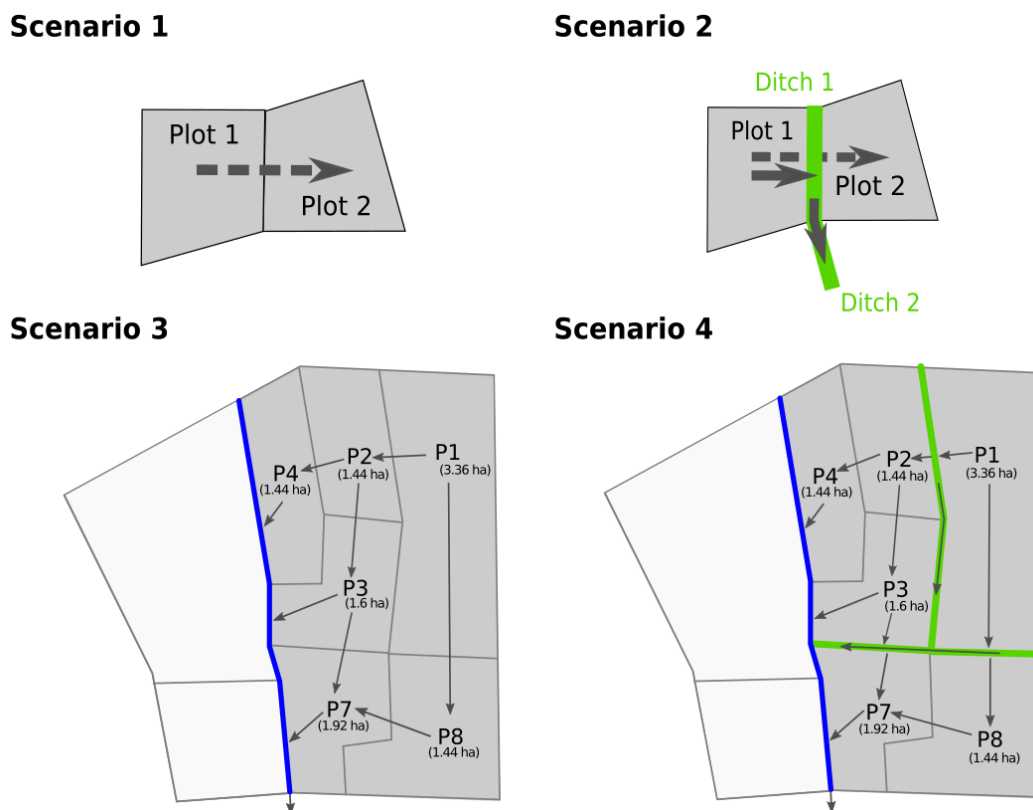 Scenario 1
Plot 1
Plot 2
Scenario 2
Ditch 1
Plot 1
Plot 2
Ditch 2
Scenario 3
P1
(3.36 ha)
P2
(1.44 ha)
P4
(1.44 ha)
P3
(1.6 ha)
P7
(1.92 ha)
P8
(1.44 ha)
Scenario 4
P1
(3.36 ha)
P2
(1.44 ha)
P4
(1.44 ha)
P3
(1.6 ha)
P7
(1.92 ha)
P8
(1.44 ha)